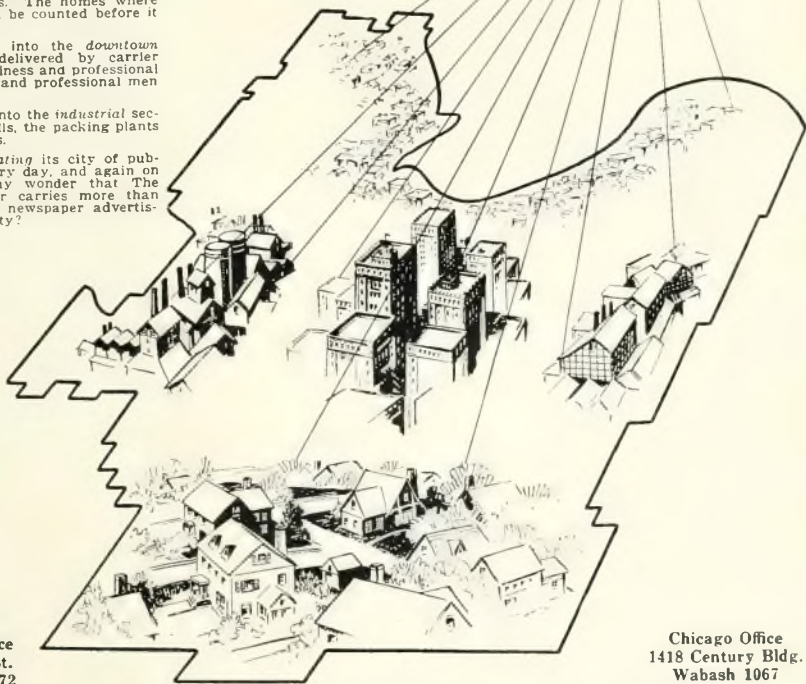 s. The homes where
be counted before it
into the downtown
delivered by carrier
iness and professional
and professional men
nto the industrial sec-
lls, the packing plants
s.
ating its city of pub-
ry day, and again on
ny wonder that The
r carries more than
newspaper advertis-
ty?
ce
t.
72
Chicago Office
1418 Century Bldg.
Wabash 1067